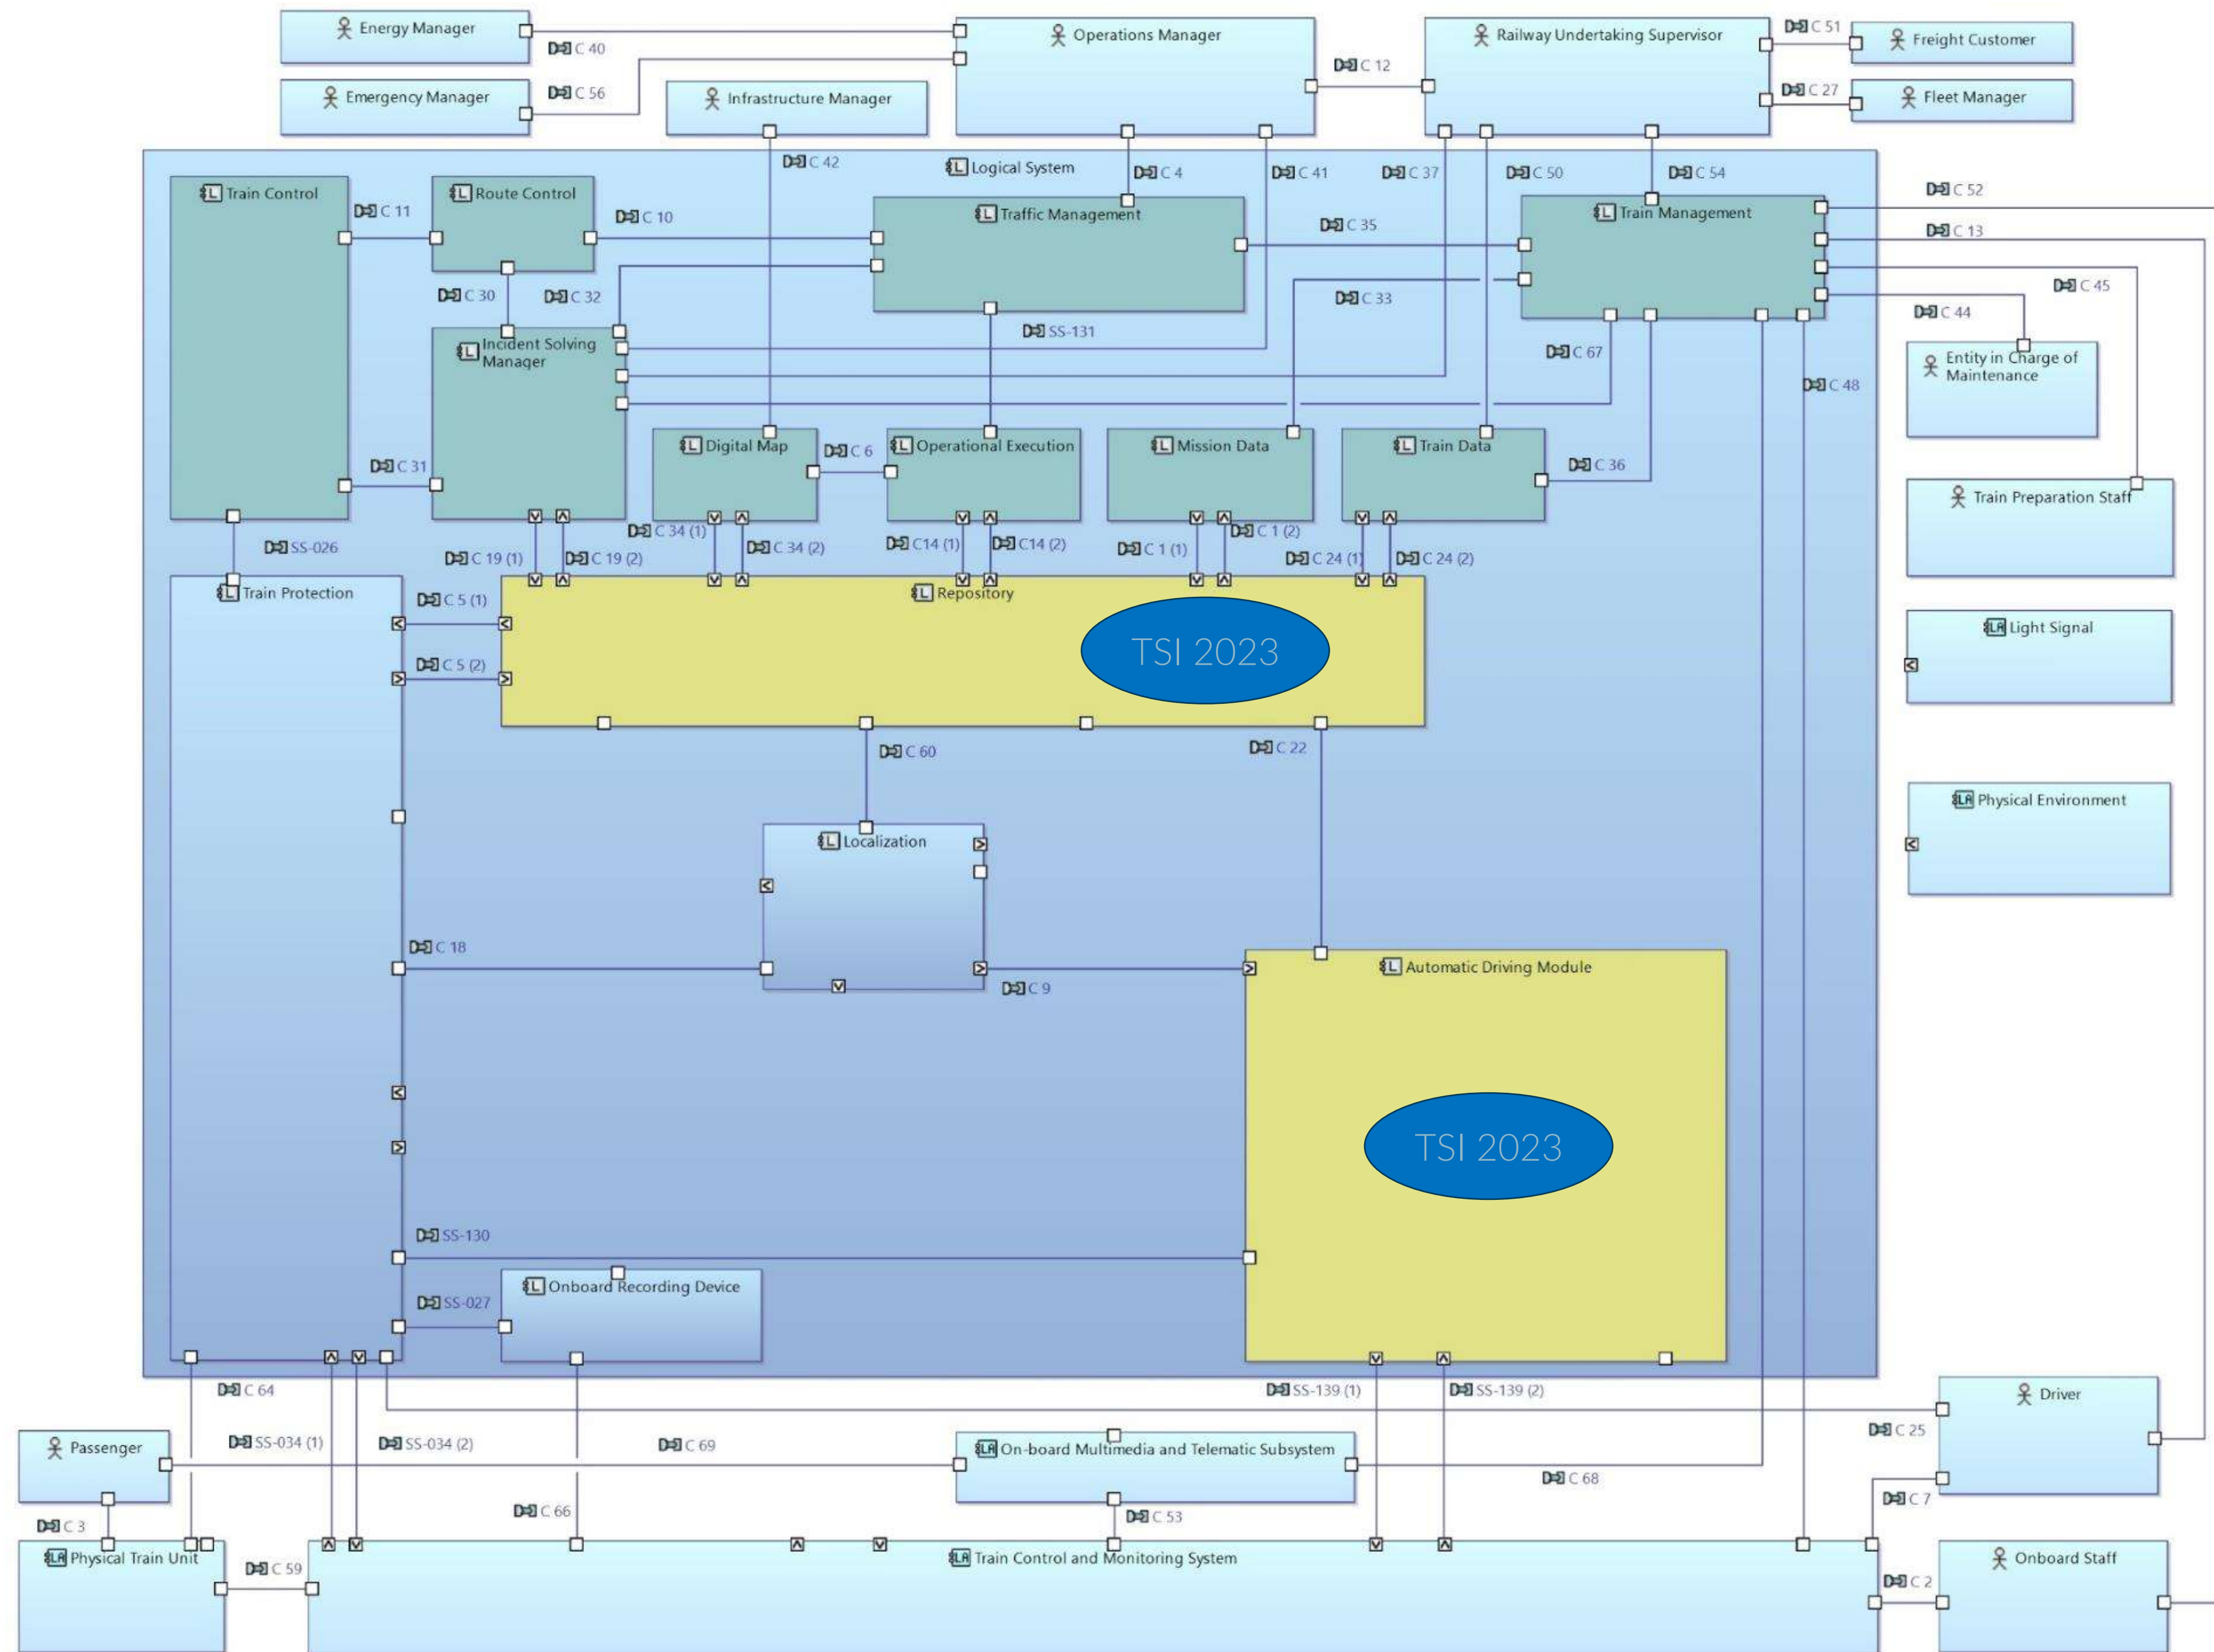 Energy Manager
C 40
Operations Manager
Railway Undertaking Supervisor
C 51
Freight Customer
C 12
Emergency Manager
C 56
Infrastructure Manager
C 27
Fleet Manager
C 42
Logical System
C 4
C 41
C 37
C 50
C 54
C 52
Train Control
C 11
Route Control
C 10
Traffic Management
C 35
Train Management
C 13
C 30
C 32
C 33
C 45
C 44
SS-131
Incident Solving
Manager
C 67
Entity in Charge of
Maintenance
C 48
Digital Map
C 6
Operational Execution
Mission Data
Train Data
C 31
C 36
Train Preparation Staff
SS-026
C 19 (1)
C 19 (2)
C 34 (1)
C 34 (2)
C14 (1)
C14 (2)
C 1 (1)
C 1 (2)
C 24 (1)
C 24 (2)
Train Protection
C 5 (1)
Repository
TSI 2023
Light Signal
C 5 (2)
C 60
C 22
Physical Environment
Localization
C 18
C 9
Automatic Driving Module
TSI 2023
SS-130
Onboard Recording Device
SS-027
C 64
SS-139 (1)
SS-139 (2)
Driver
C 25
Passenger
SS-034 (1)
SS-034 (2)
C 69
On-board Multimedia and Telematic Subsystem
C 68
C 7
C 3
C 66
C 53
Physical Train Unit
C 59
Train Control and Monitoring System
C 2
Onboard Staff